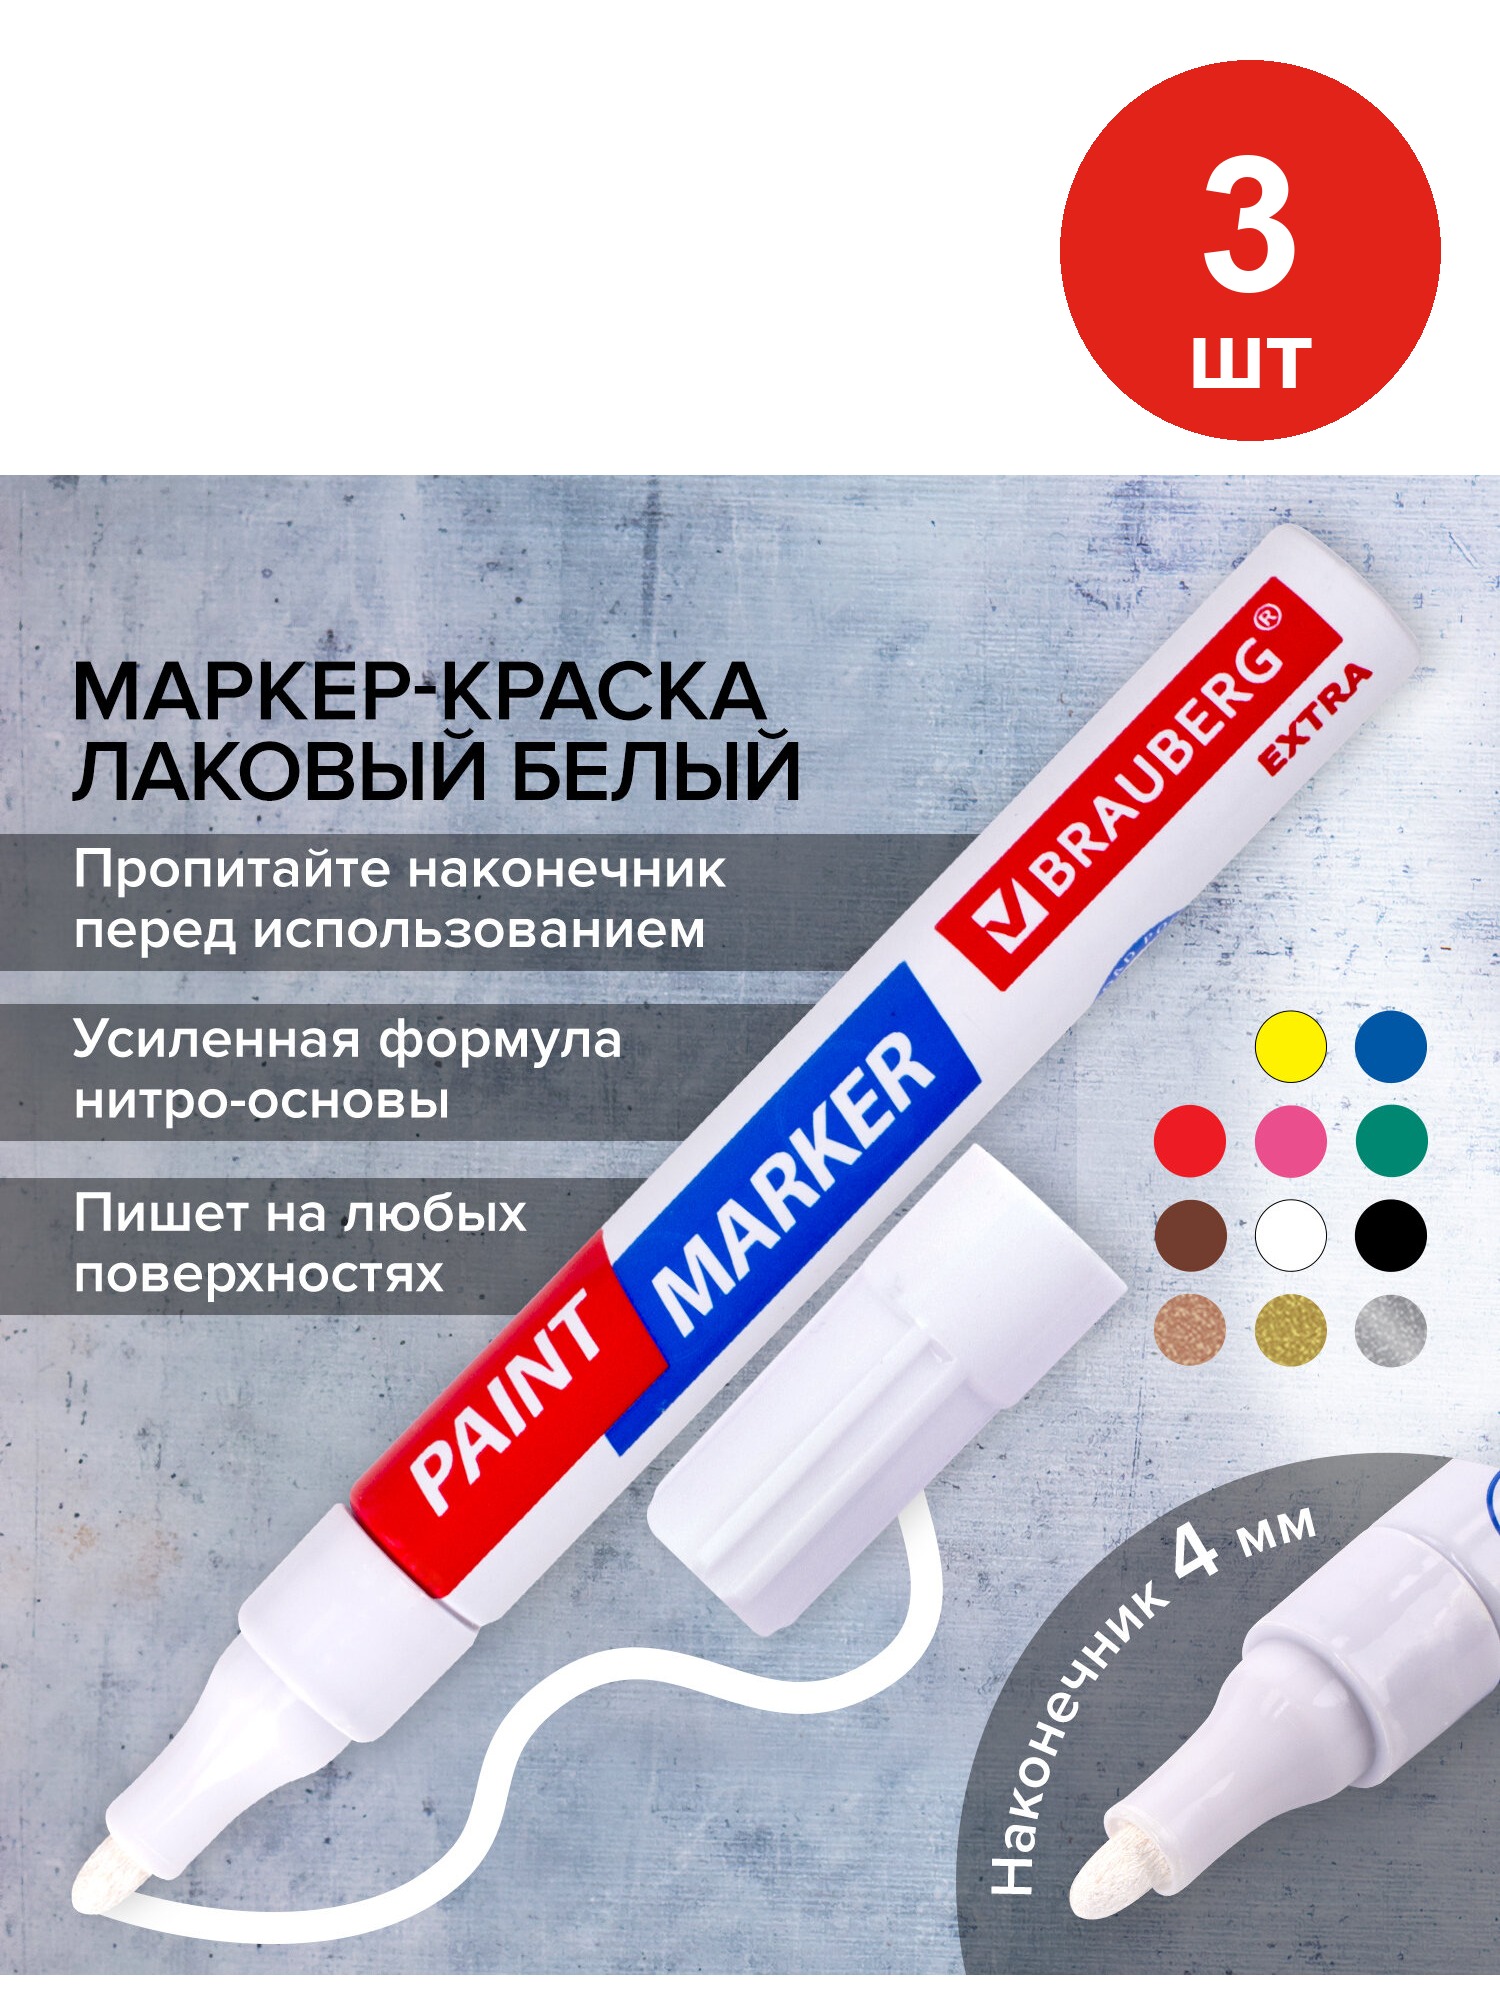 3
шт
МАРКЕР-КРАСКА
ЛАКОВЫЙ БЕЛЫЙ
Пропитайте наконечник
перед использованием
Усиленная формула
нитро-основы
Пишет на любых
поверхностях
BRAUBERG®
EXTRA
PAINT MARKER
Наконечник 4 мм